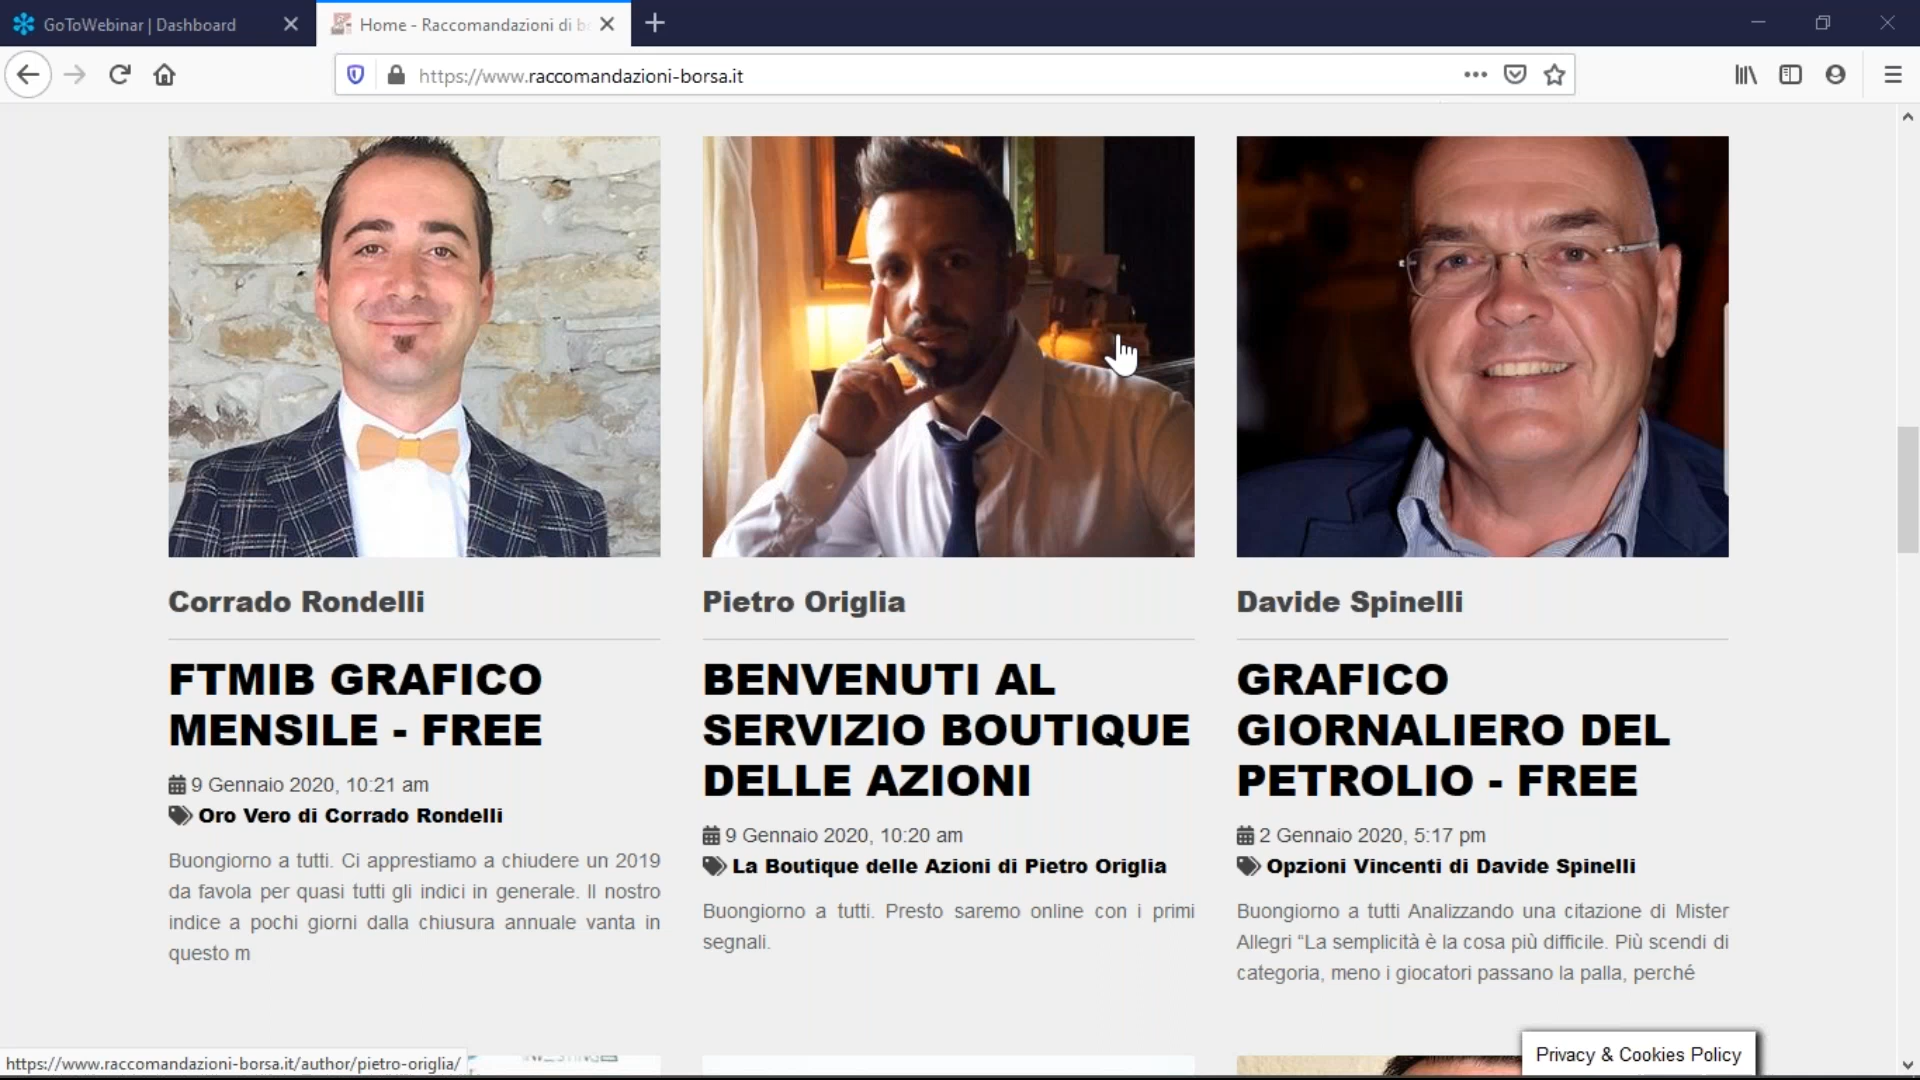 GoToWebinar | Dashboard
Home - Raccomandazioni di b
https://www.raccomandazioni-borsa.it
Corrado Rondelli
FTMIB GRAFICO
MENSILE - FREE
9 Gennaio 2020, 10:21 am
Oro Vero di Corrado Rondelli
Buongiorno a tutti. Ci apprestiamo a chiudere un 2019
da favola per quasi tutti gli indici in generale. Il nostro
indice a pochi giorni dalla chiusura annuale vanta in
questo m
Pietro Origlia
BENVENUTI AL
SERVIZIO BOUTIQUE
DELLE AZIONI
9 Gennaio 2020, 10:20 am
La Boutique delle Azioni di Pietro Origlia
Buongiorno a tutti. Presto saremo online con i primi
segnali.
Davide Spinelli
GRAFICO
GIORNALIERO DEL
PETROLIO - FREE
2 Gennaio 2020, 5:17 pm
Opzioni Vincenti di Davide Spinelli
Buongiorno a tutti Analizzando una citazione di Mister
Allegri “La semplicità è la cosa più difficile. Più scendi di
categoria, meno i giocatori passano la palla, perché
https://www.raccomandazioni-borsa.it/author/pietro-origlia/
Privacy & Cookies Policy